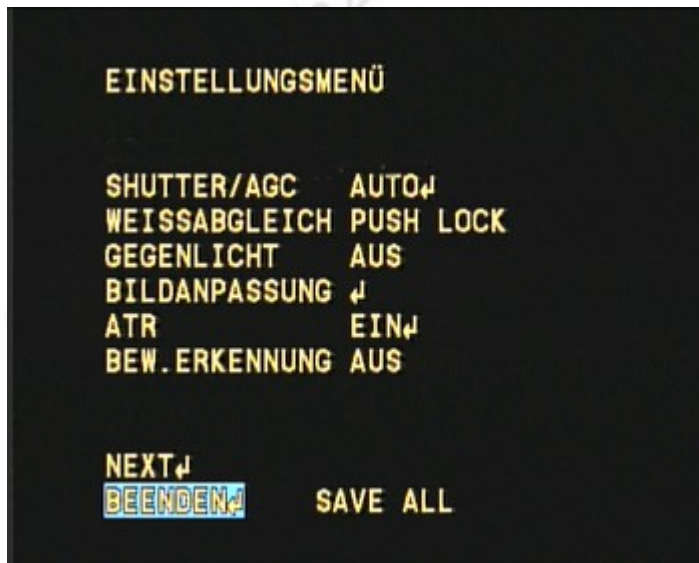 EINSTELLUNGSMENÜ
SHUTTER/AGC AUTO↵
WEISSABGLEICH PUSH LOCK
GEGENLICHT AUS
BILDANPASSUNG ↵
ATR EIN↵
BEW.ERKENNUNG AUS
NEXT↵
BEENDEN↵ SAVE ALL